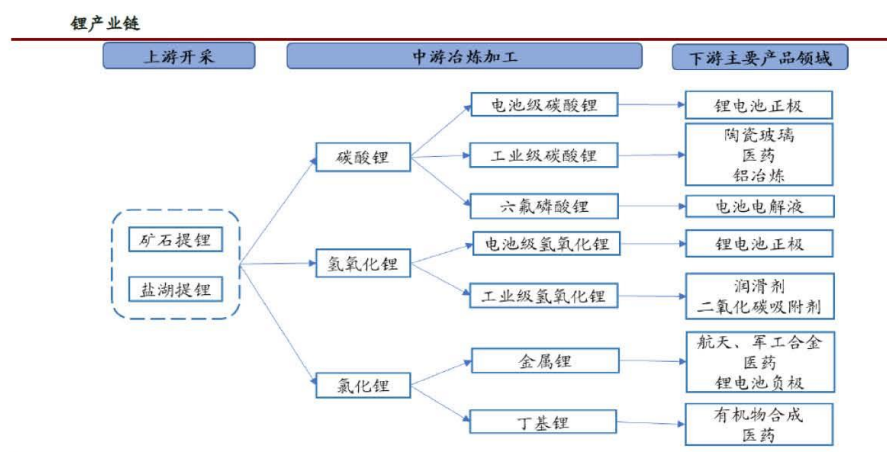 锂产业链
上游开采
中游冶炼加工
下游主要产品领域
矿石提锂
盐湖提锂
碳酸锂
电池级碳酸锂
锂电池正极
工业级碳酸锂
陶瓷玻璃
医药
铝冶炼
六氟磷酸锂
电池电解液
氢氧化锂
电池级氢氧化锂
锂电池正极
工业级氢氧化锂
润滑剂
二氧化碳吸附剂
氯化锂
金属锂
航天、军工合金
医药
锂电池负极
丁基锂
有机物合成
医药